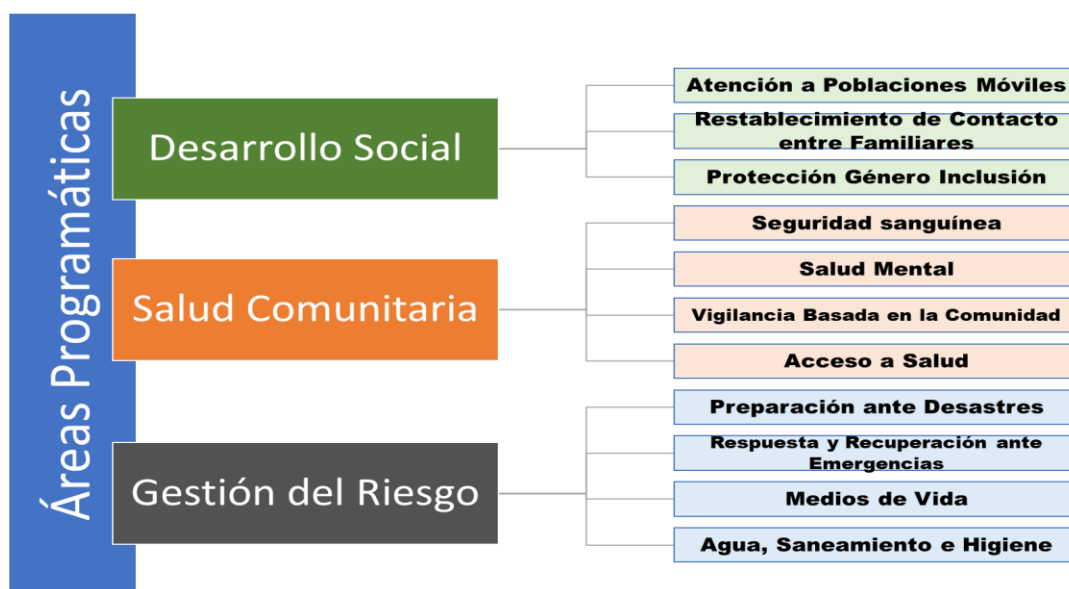 Áreas Programáticas
Desarrollo Social
Atención a Poblaciones Móviles
Restablecimiento de Contacto
entre Familiares
Protección Género Inclusión
Salud Comunitaria
Seguridad sanguínea
Salud Mental
Vigilancia Basada en la Comunidad
Acceso a Salud
Gestión del Riesgo
Preparación ante Desastres
Respuesta y Recuperación ante
Emergencias
Medios de Vida
Agua, Saneamiento e Higiene